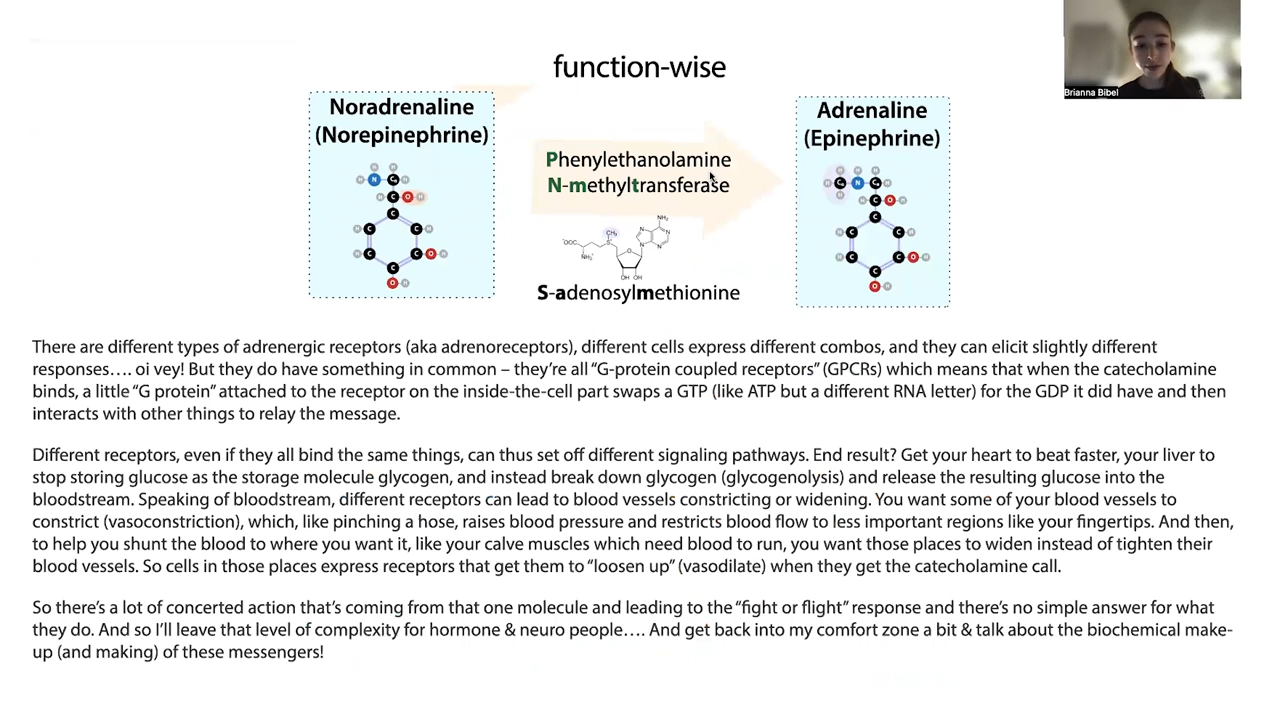 function-wise
Brianna Bibel
Noradrenaline
(Norepinephrine)
Phenylethanolamine
N-methyltransferase
Adrenaline
(Epinephrine)
S-adenosylmethionine
There are different types of adrenergic receptors (aka adrenoreceptors), different cells express different combos, and they can elicit slightly different
responses…. oi vey! But they do have something in common – they’re all “G-protein coupled receptors” (GPCRs) which means that when the catecholamine
binds, a little “G protein” attached to the receptor on the inside-the-cell part swaps a GTP (like ATP but a different RNA letter) for the GDP it did have and then
interacts with other things to relay the message.
Different receptors, even if they all bind the same things, can thus set off different signaling pathways. End result? Get your heart to beat faster, your liver to
stop storing glucose as the storage molecule glycogen, and instead break down glycogen (glycogenolysis) and release the resulting glucose into the
bloodstream. Speaking of bloodstream, different receptors can lead to blood vessels constricting or widening. You want some of your blood vessels to
constrict (vasoconstriction), which, like pinching a hose, raises blood pressure and restricts blood flow to less important regions like your fingertips. And then,
to help you shunt the blood to where you want it, like your calve muscles which need blood to run, you want those places to widen instead of tighten their
blood vessels. So cells in those places express receptors that get them to “loosen up” (vasodilate) when they get the catecholamine call.
So there’s a lot of concerted action that’s coming from that one molecule and leading to the “fight or flight” response and there’s no simple answer for what
they do. And so I’ll leave that level of complexity for hormone & neuro people…. And get back into my comfort zone a bit & talk about the biochemical make-
up (and making) of these messengers!